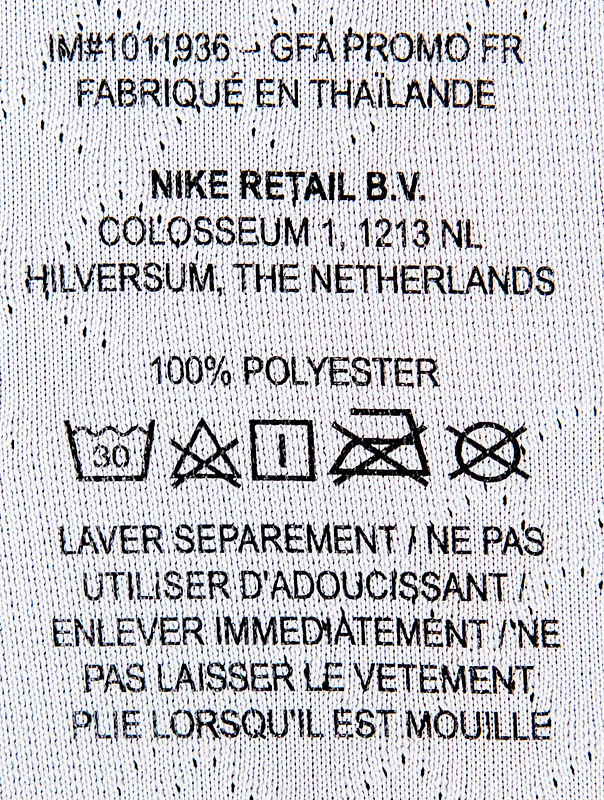 IM#1011936 - GFA PROMO FR
FABRIQUÉ EN THAÏLANDE
NIKE RETAIL B.V.
COLOSSEUM 1, 1213 NL
HILVERSUM, THE NETHERLANDS
100% POLYESTER
30
LAVER SEPAREMENT / NE PAS
UTILISER D'ADOUCISSANT /
ENLEVER IMMEDIATEMENT / NE
PAS LAISSER LE VETEMENT
PLIE LORSQU'IL EST MOUILLE